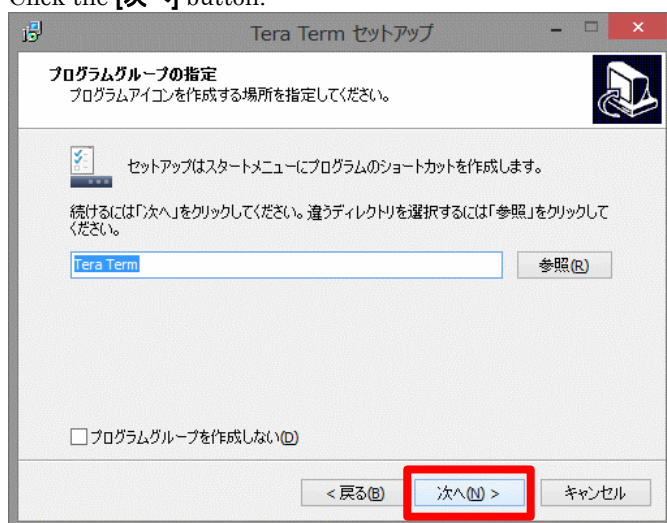 Click the [次へ] button.
Tera Term セットアップ
プログラムグループの指定
プログラムアイコンを作成する場所を指定してください。
セットアップはスタートメニューにプログラムのショートカットを作成します。
続けるには「次へ」をクリックしてください。違うディレクトリを選択するには「参照」をクリックして
ください。
Tera Term
参照(R)
プログラムグループを作成しない(D)
< 戻る(B)
次へ(N) >
キャンセル